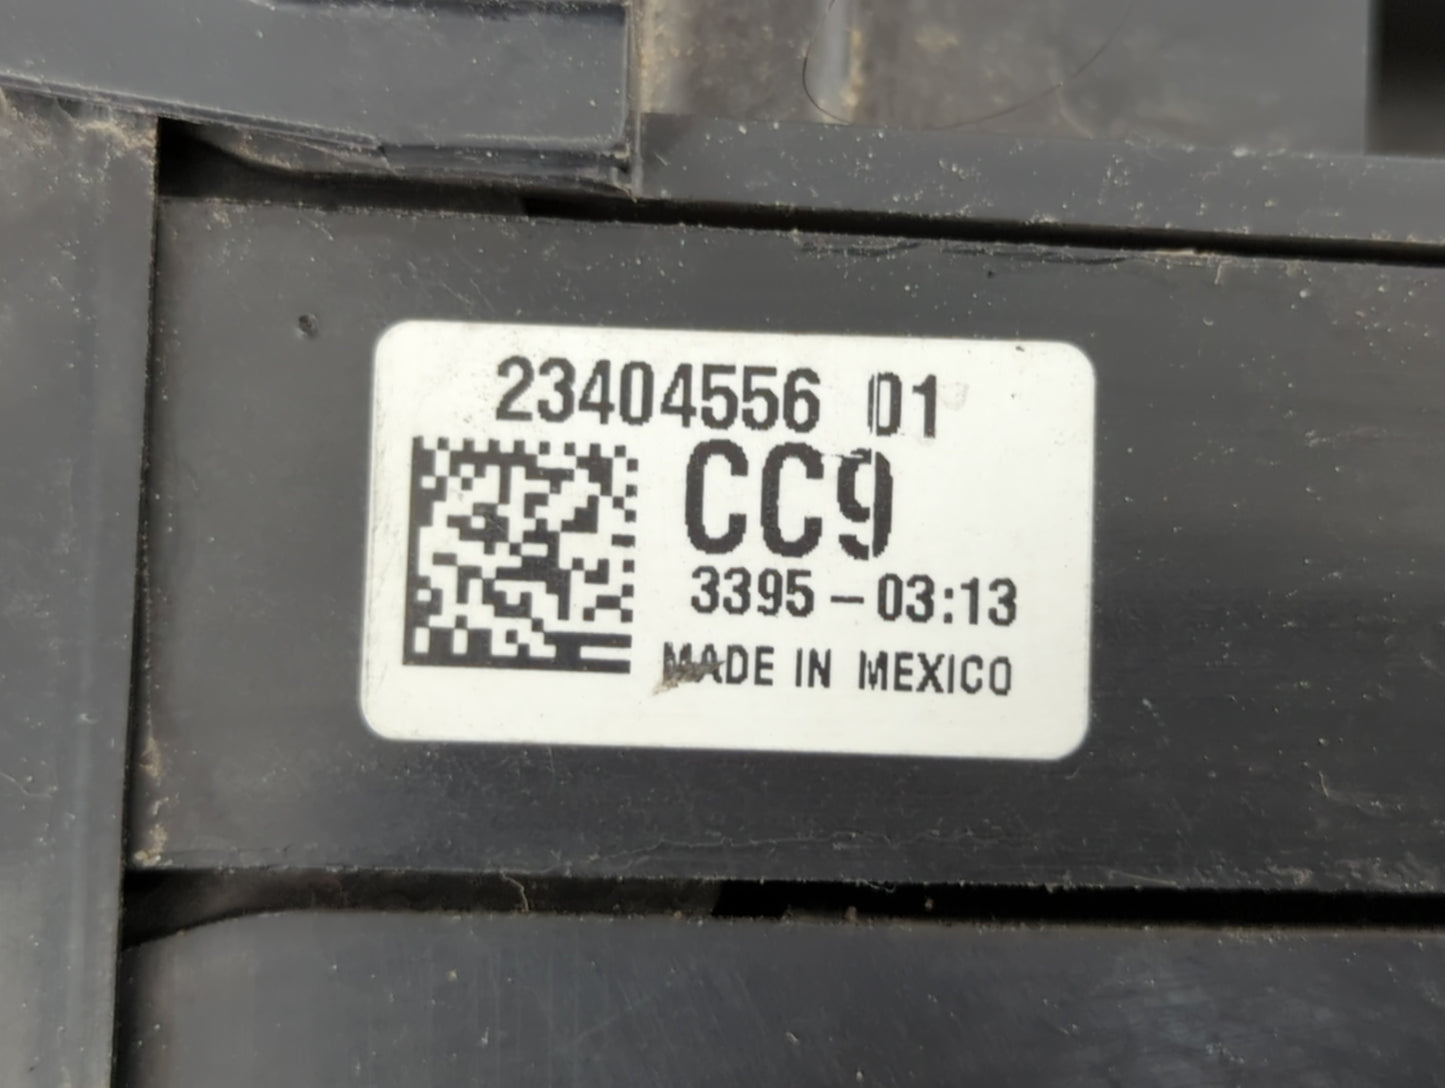 23404556 01
CC9
3395-03:13
MADE IN MEXICO